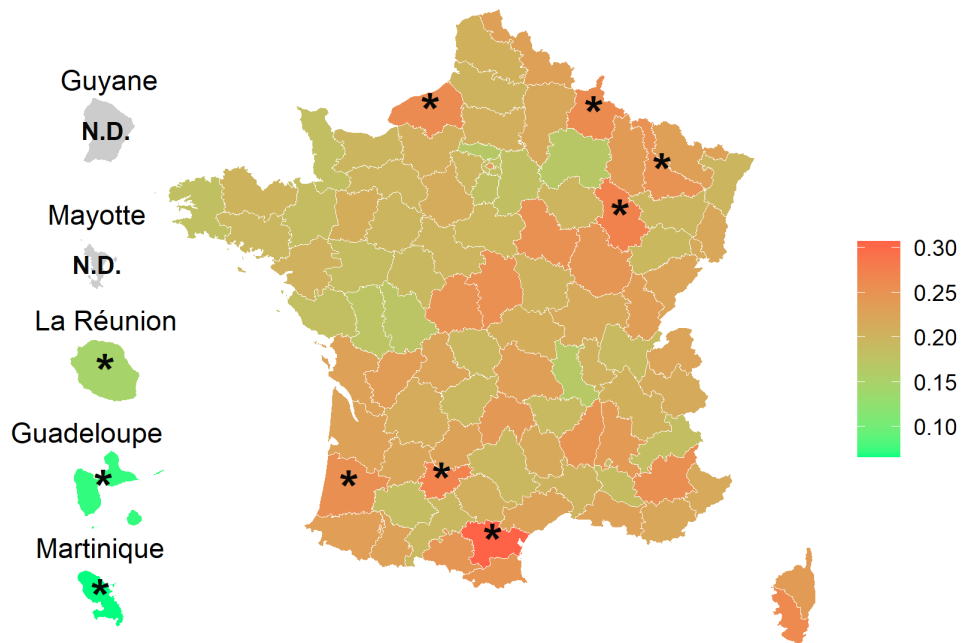 Guyane
N.D.
Mayotte
N.D.
La Réunion
*
Guadeloupe
*
Martinique
*
*
*
*
*
*
*
*
0.30
0.25
0.20
0.15
0.10